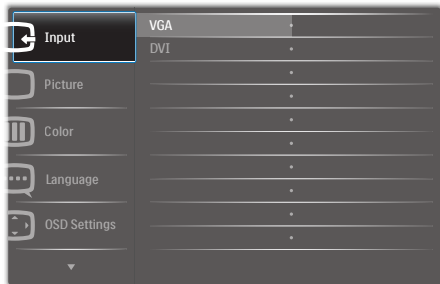 Input
Picture
Color
Language
OSD Settings
VGA
DVI